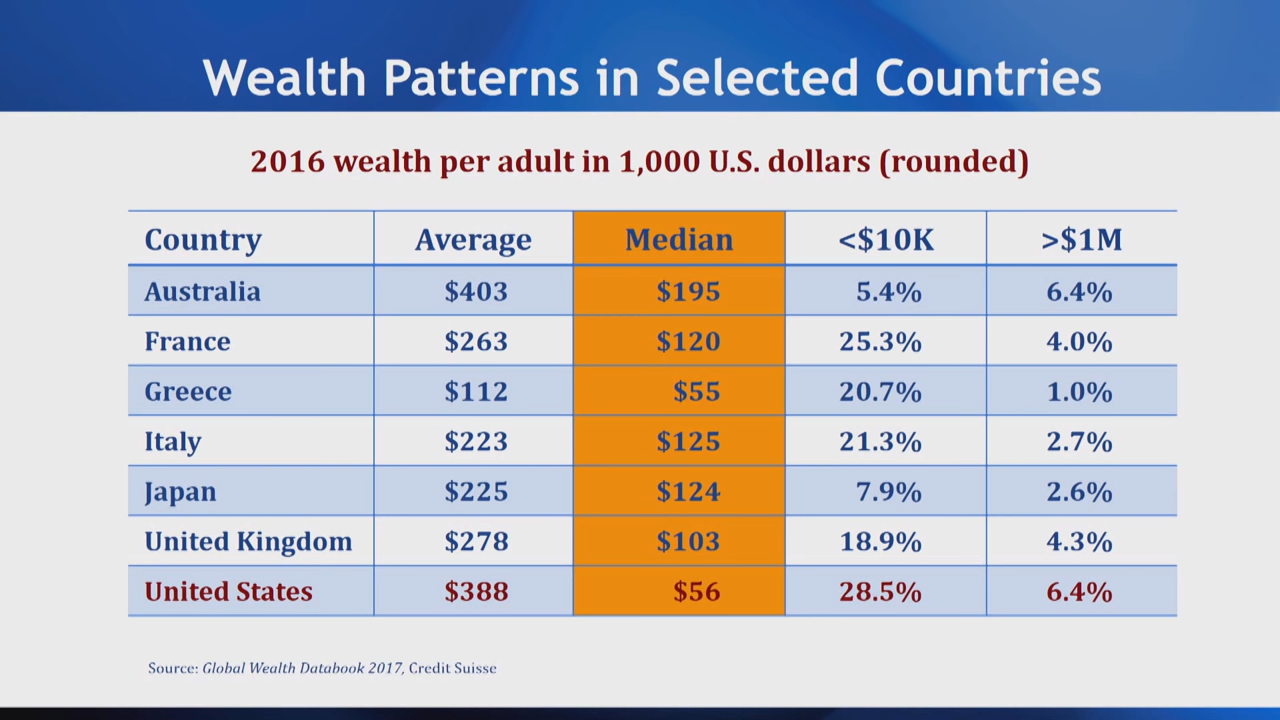 Wealth Patterns in Selected Countries
2016 wealth per adult in 1,000 U.S. dollars (rounded)
Country Average Median <$10K >$1M
Australia $403 $195 5.4% 6.4%
France $263 $120 25.3% 4.0%
Greece $112 $55 20.7% 1.0%
Italy $223 $125 21.3% 2.7%
Japan $225 $124 7.9% 2.6%
United Kingdom $278 $103 18.9% 4.3%
United States $388 $56 28.5% 6.4%
Source: Global Wealth Databook 2017, Credit Suisse